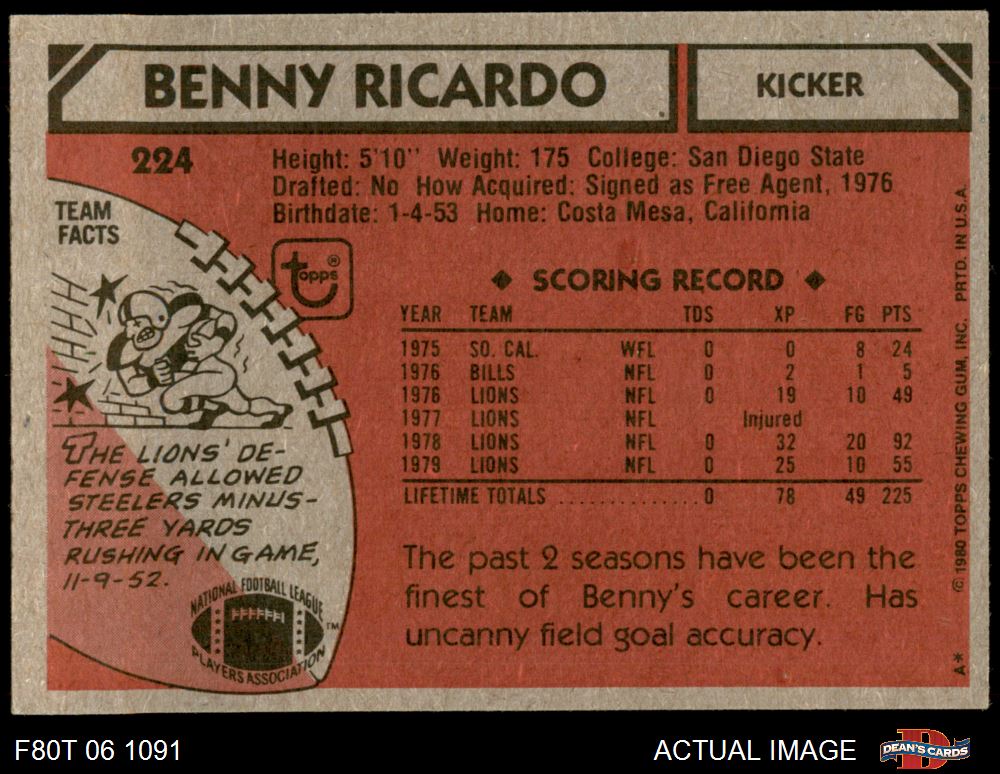 BENNY RICARDO
KICKER
224
Height: 5'10" Weight: 175 College: San Diego State
Drafted: No How Acquired: Signed as Free Agent, 1976
Birthdate: 1-4-53 Home: Costa Mesa, California
TEAM
FACTS
topps®
◆ SCORING RECORD ◆
YEAR TEAM TDS XP FG PTS
1975 SO. CAL. WFL 0 0 8 24
1976 BILLS NFL 0 2 1 5
1976 LIONS NFL 0 19 10 49
1977 LIONS NFL Injured
1978 LIONS NFL 0 32 20 92
1979 LIONS NFL 0 25 10 55
LIFETIME TOTALS ..............0 78 49 225
THE LIONS' DE-
FENSE ALLOWED
STEELERS MINUS-
THREE YARDS
RUSHING IN GAME,
11-9-52.
The past 2 seasons have been the
finest of Benny's career. Has
uncanny field goal accuracy.
NATIONAL FOOTBALL LEAGUE
PLAYERS ASSOCIATION
TM
A* © 1980 TOPPS CHEWING GUM, INC. PRTD. IN U.S.A.
F80T 06 1091
ACTUAL IMAGE
DEAN'S CARDS